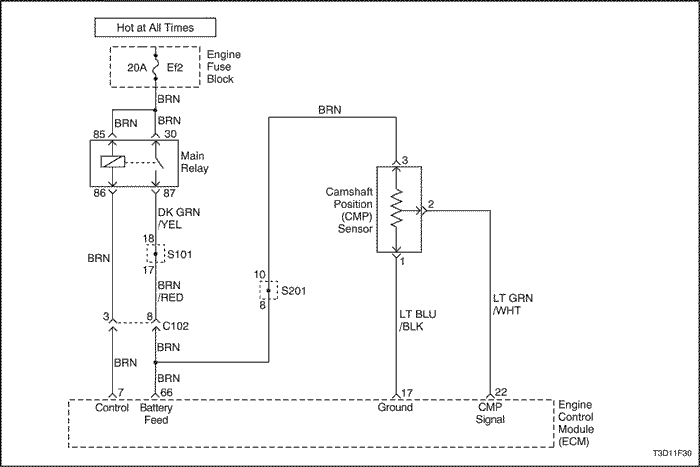 Hot at All Times
20A Ef2
Engine
Fuse
Block
BRN
BRN
BRN
BRN
85
30
3
Main
Relay
Camshaft
Position
(CMP)
Sensor
2
86
87
DK GRN
/YEL
18
S101
17
1
BRN
10
S201
8
BRN
/RED
LT GRN
/WHT
LT BLU
/BLK
3
8
C102
BRN
BRN
BRN
7
66
17
22
Control
Battery
Feed
Ground
CMP
Signal
Engine
Control
Module
(ECM)
T3D11F30